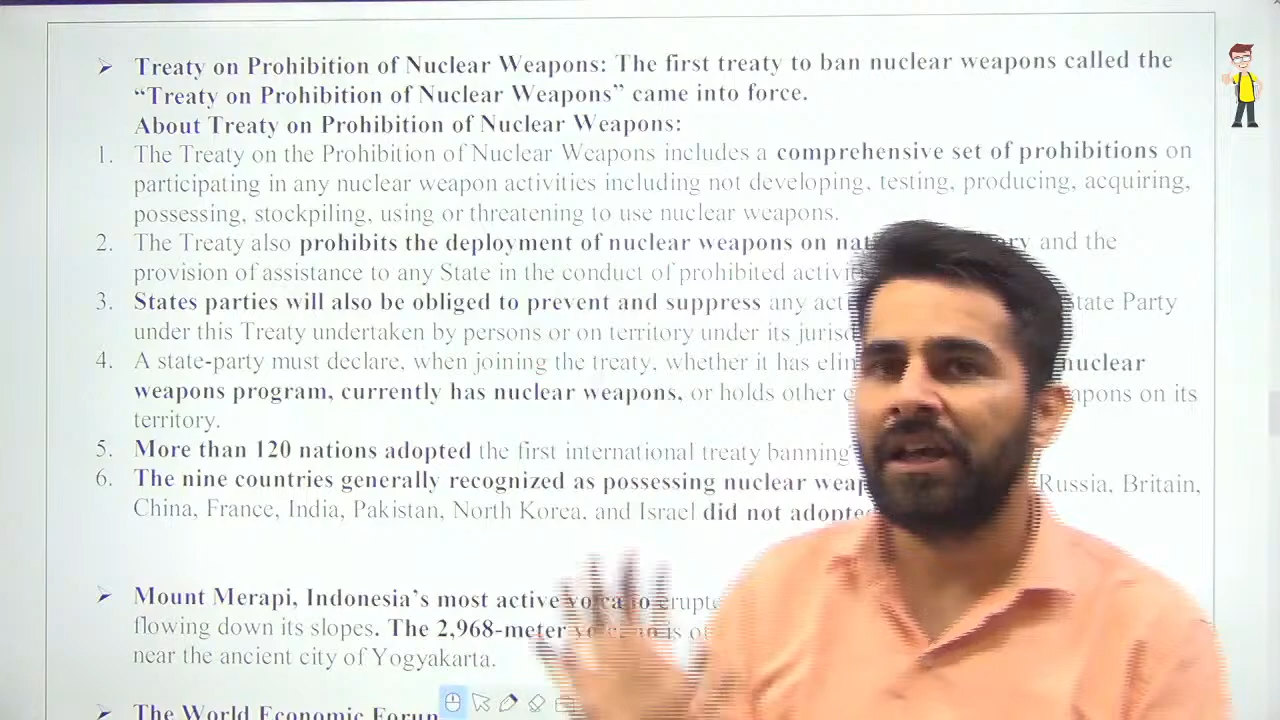 Treaty on Prohibition of Nuclear Weapons: The first treaty to ban nuclear weapons called the
“Treaty on Prohibition of Nuclear Weapons” came into force.
About Treaty on Prohibition of Nuclear Weapons:
1. The Treaty on the Prohibition of Nuclear Weapons includes a comprehensive set of prohibitions on
participating in any nuclear weapon activities including not developing, testing, producing, acquiring,
possessing, stockpiling, using or threatening to use nuclear weapons.
2. The Treaty also prohibits the deployment of nuclear weapons on and the
provision of assistance to any State in the conduct of prohibited
3. States parties will also be obliged to prevent and suppress any State Party
under this Treaty undertaken by persons or on territory under its
4. A state-party must declare, when joining the treaty, whether it has nuclear
weapons program, currently has nuclear weapons, or holds other on its
territory.
5. More than 120 nations adopted the first international treaty banning
6. The nine countries generally recognized as possessing nuclear Russia, Britain,
China, France, India, Pakistan, North Korea, and Israel did not adopted
Mount Merapi, Indonesia’s most active volcano
flowing down its slopes. The 2,968-meter is
near the ancient city of Yogyakarta.
The World Economic Forum